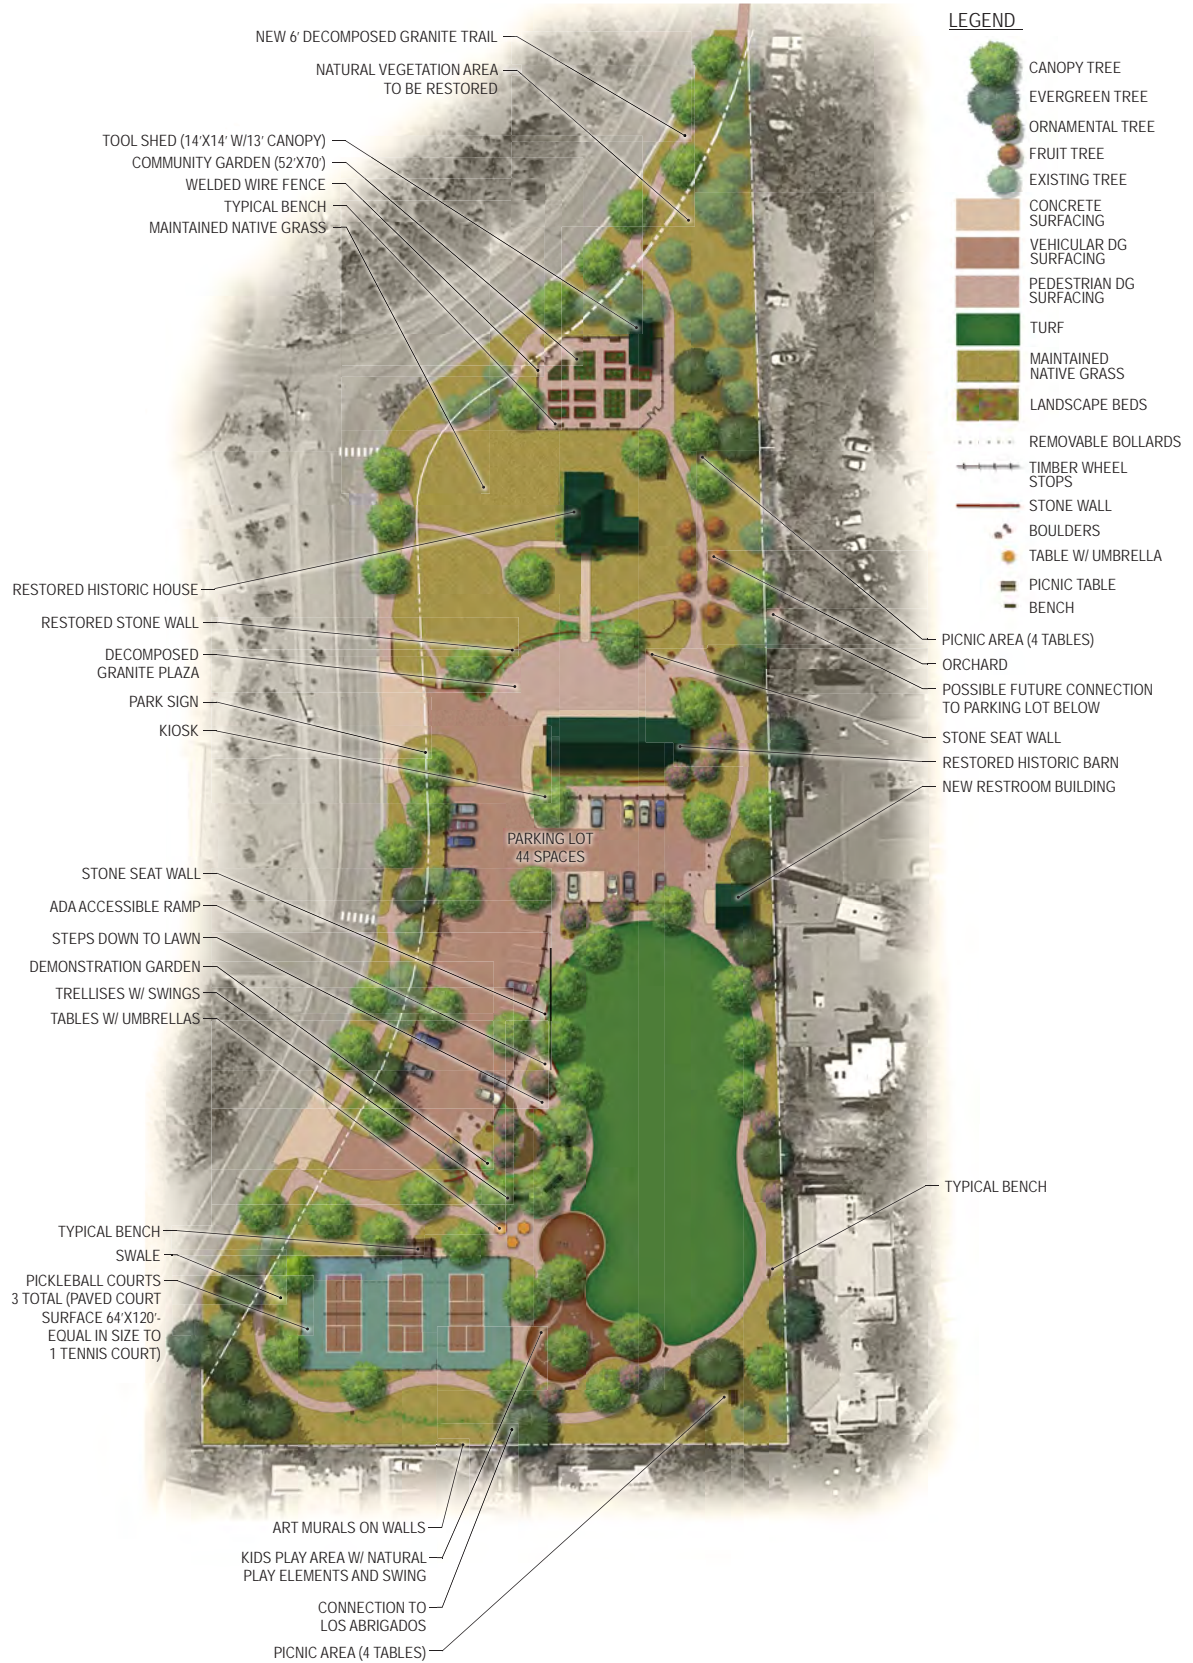 NEW 6' DECOMPOSED GRANITE TRAIL
NATURAL VEGETATION AREA
TO BE RESTORED
TOOL SHED (14'X14' W/13' CANOPY)
COMMUNITY GARDEN (52'X70')
WELDED WIRE FENCE
TYPICAL BENCH
MAINTAINED NATIVE GRASS
RESTORED HISTORIC HOUSE
RESTORED STONE WALL
DECOMPOSED
GRANITE PLAZA
PARK SIGN
KIOSK
PARKING LOT
44 SPACES
STONE SEAT WALL
ADA ACCESSIBLE RAMP
STEPS DOWN TO LAWN
DEMONSTRATION GARDEN
TRELLISES W/ SWINGS
TABLES W/ UMBRELLAS
TYPICAL BENCH
SWALE
PICKLEBALL COURTS
3 TOTAL (PAVED COURT
SURFACE 64'X120'-
EQUAL IN SIZE TO
1 TENNIS COURT)
ART MURALS ON WALLS
KIDS PLAY AREA W/ NATURAL
PLAY ELEMENTS AND SWING
CONNECTION TO
LOS ABRIGADOS
PICNIC AREA (4 TABLES)
LEGEND
CANOPY TREE
EVERGREEN TREE
ORNAMENTAL TREE
FRUIT TREE
EXISTING TREE
CONCRETE
SURFACING
VEHICULAR DG
SURFACING
PEDESTRIAN DG
SURFACING
TURF
MAINTAINED
NATIVE GRASS
LANDSCAPE BEDS
REMOVABLE BOLLARDS
TIMBER WHEEL
STOPS
STONE WALL
BOULDERS
TABLE W/ UMBRELLA
PICNIC TABLE
BENCH
PICNIC AREA (4 TABLES)
ORCHARD
POSSIBLE FUTURE CONNECTION
TO PARKING LOT BELOW
STONE SEAT WALL
RESTORED HISTORIC BARN
NEW RESTROOM BUILDING
TYPICAL BENCH